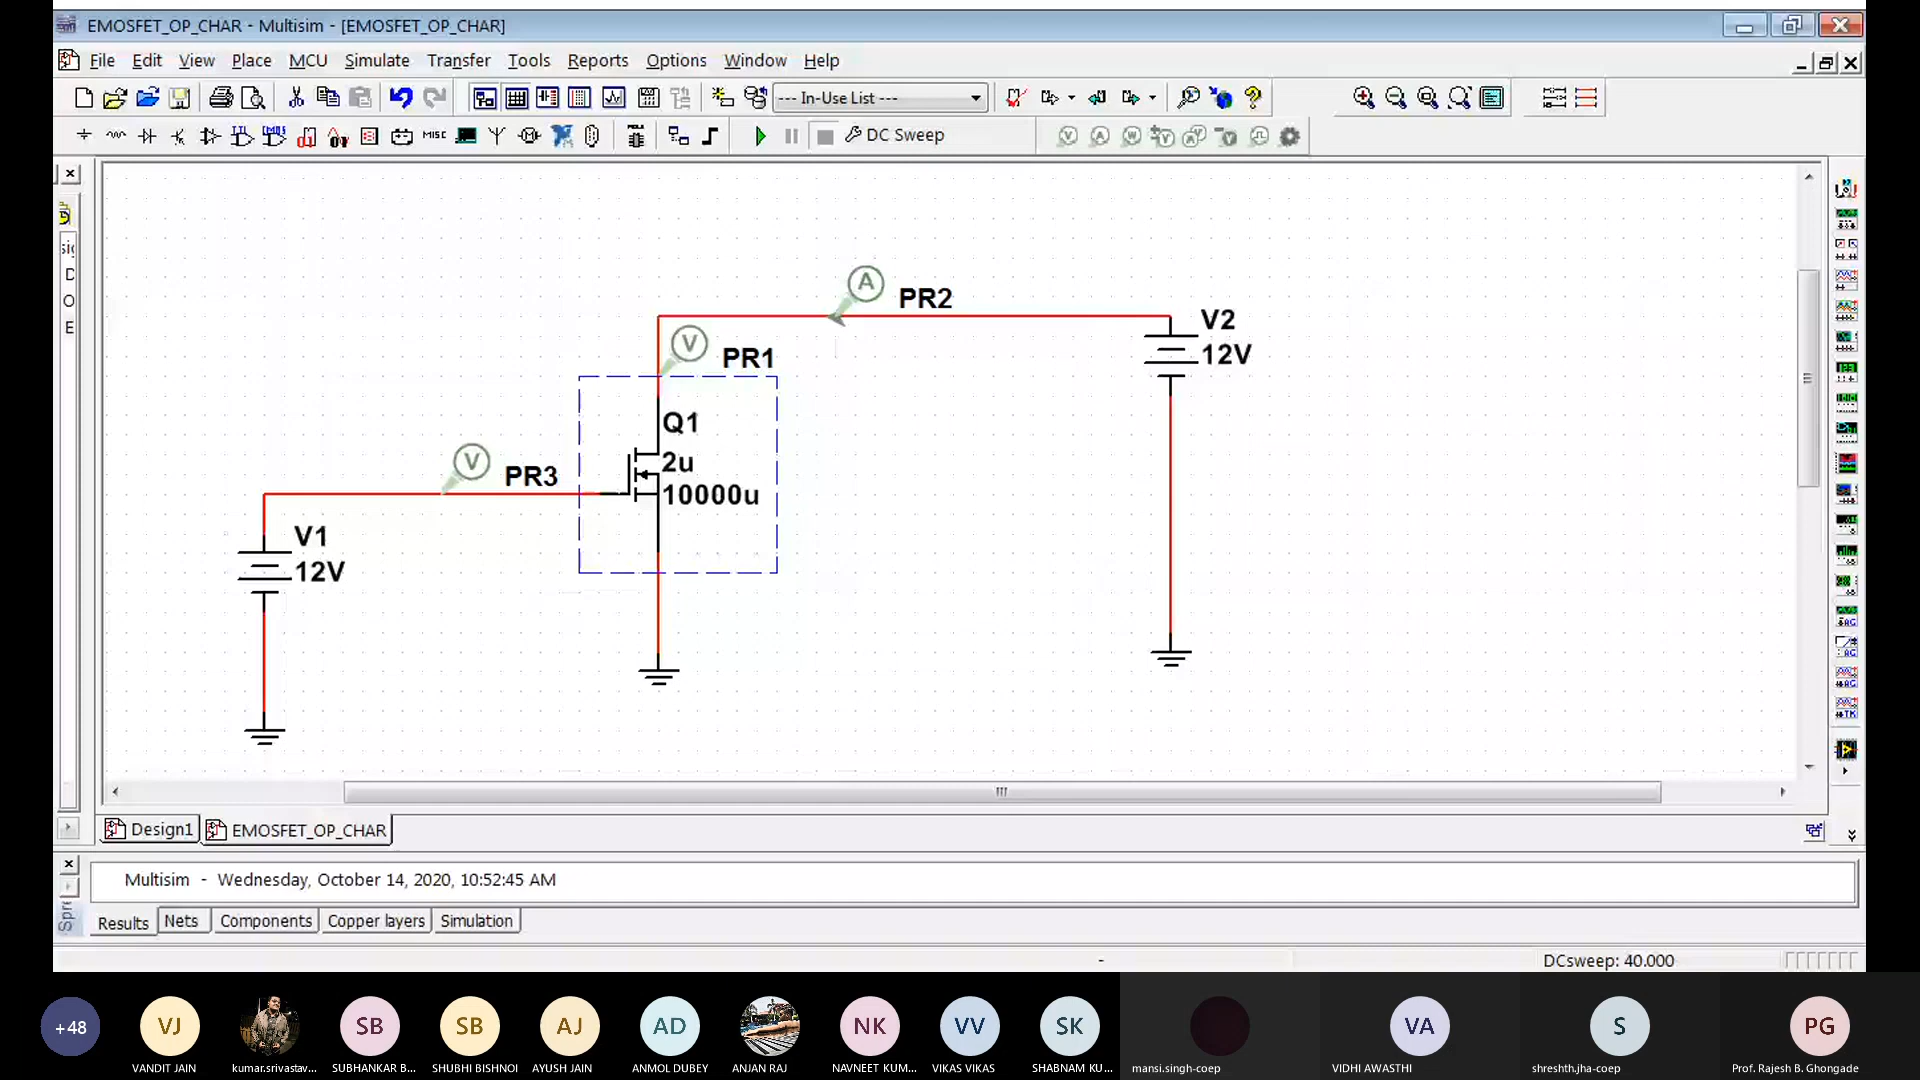 EMOSFET_OP_CHAR - Multisim - [EMOSFET_OP_CHAR]
File Edit View Place MCU Simulate Transfer Tools Reports Options Window Help
--- In-Use List ---
MISC DC Sweep
A PR2
V2
12V
V PR1
Q1
2u
10000u
V PR3
V1
12V
D
O
E
Design1 EMOSFET_OP_CHAR
Multisim - Wednesday, October 14, 2020, 10:52:45 AM
Spre
Results Nets Components Copper layers Simulation
- DCsweep: 40.000
+48 VJ SB SB AJ AD NK VV SK VA S PG
VANDIT JAIN kumar.srivastav... SUBHANKAR B... SHUBHI BISHNOI AYUSH JAIN ANMOL DUBEY ANJAN RAJ NAVNEET KUM... VIKAS VIKAS SHABNAM KU... mansi.singh-coep VIDHI AWASTHI shreshth.jha-coep Prof. Rajesh B. Ghongade